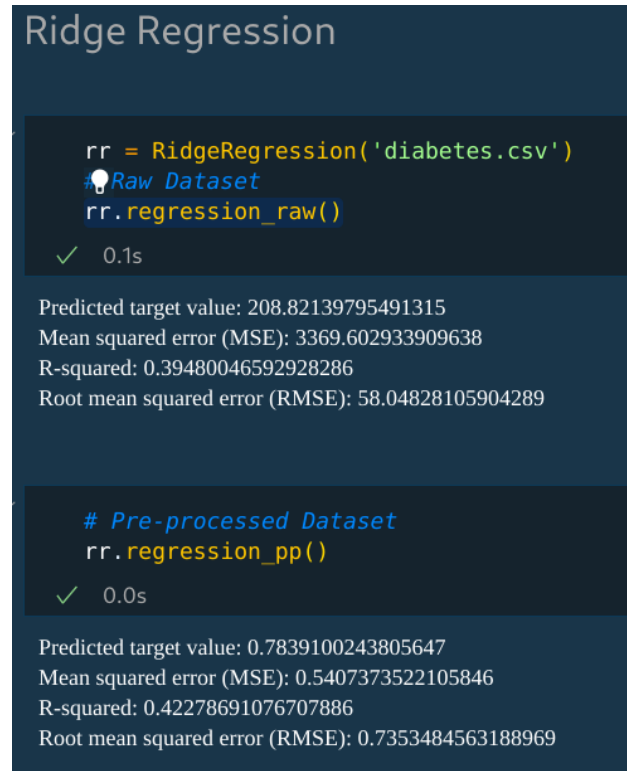 Ridge Regression
rr = RidgeRegression('diabetes.csv')
# Raw Dataset
rr.regression_raw()
0.1s
Predicted target value: 208.82139795491315
Mean squared error (MSE): 3369.602933909638
R-squared: 0.39480046592928286
Root mean squared error (RMSE): 58.04828105904289
# Pre-processed Dataset
rr.regression_pp()
0.0s
Predicted target value: 0.7839100243805647
Mean squared error (MSE): 0.5407373522105846
R-squared: 0.42278691076707886
Root mean squared error (RMSE): 0.7353484563188969